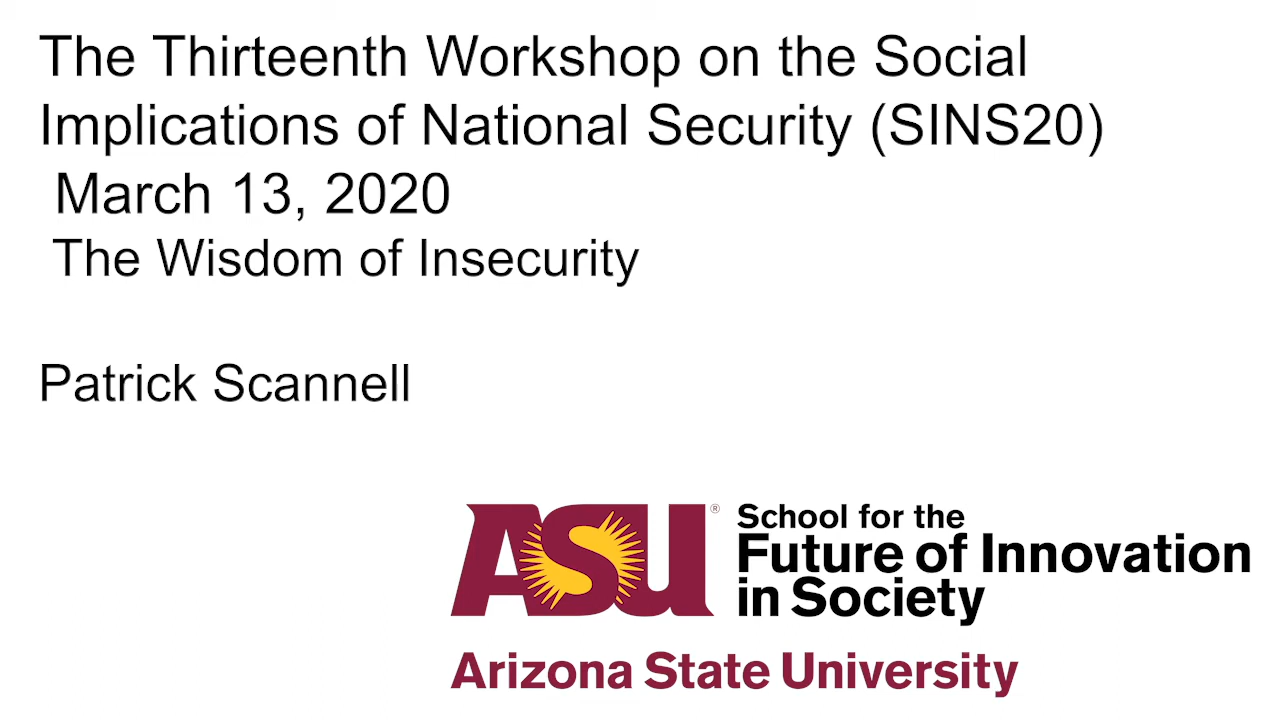 The Thirteenth Workshop on the Social
Implications of National Security (SINS20)
March 13, 2020
The Wisdom of Insecurity
Patrick Scannell
ASU®
School for the
Future of Innovation
in Society
Arizona State University